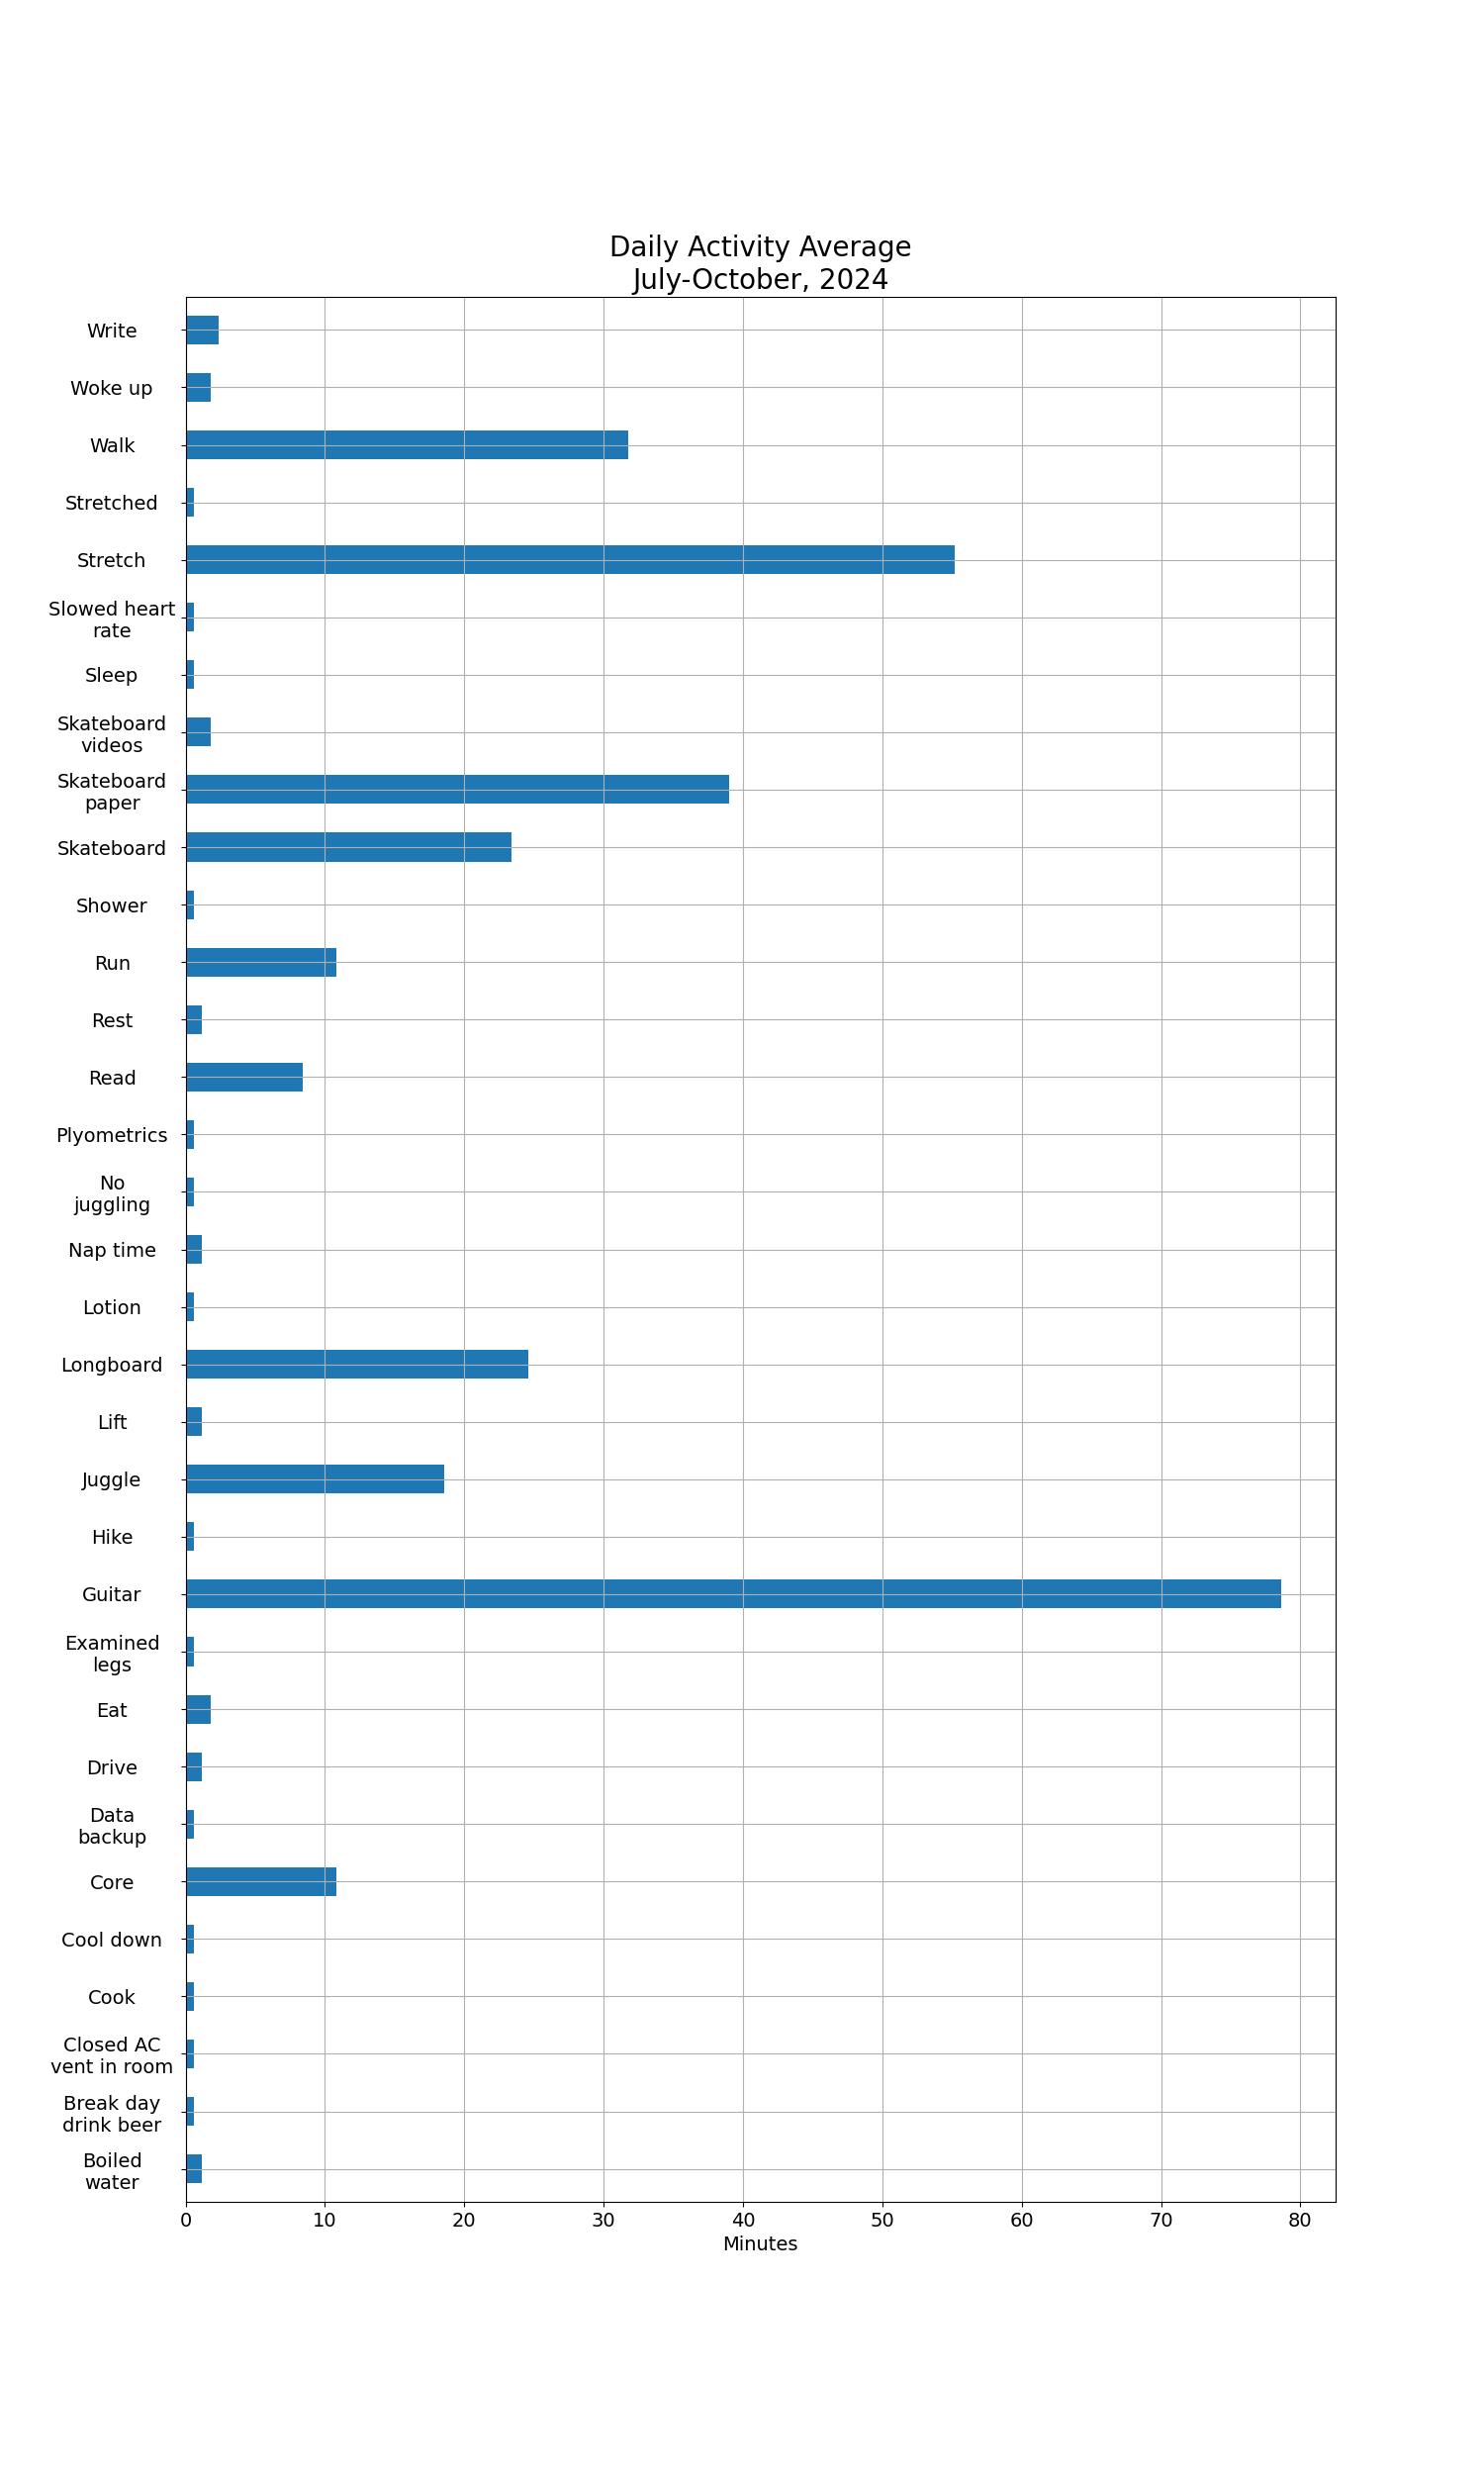 Daily Activity Average
July-October, 2024
Write
Woke up
Walk
Stretched
Stretch
Slowed heart
rate
Sleep
Skateboard
videos
Skateboard
paper
Skateboard
Shower
Run
Rest
Read
Plyometrics
No
juggling
Nap time
Lotion
Longboard
Lift
Juggle
Hike
Guitar
Examined
legs
Eat
Drive
Data
backup
Core
Cool down
Cook
Closed AC
vent in room
Break day
drink beer
Boiled
water
0 10 20 30 40 50 60 70 80
Minutes